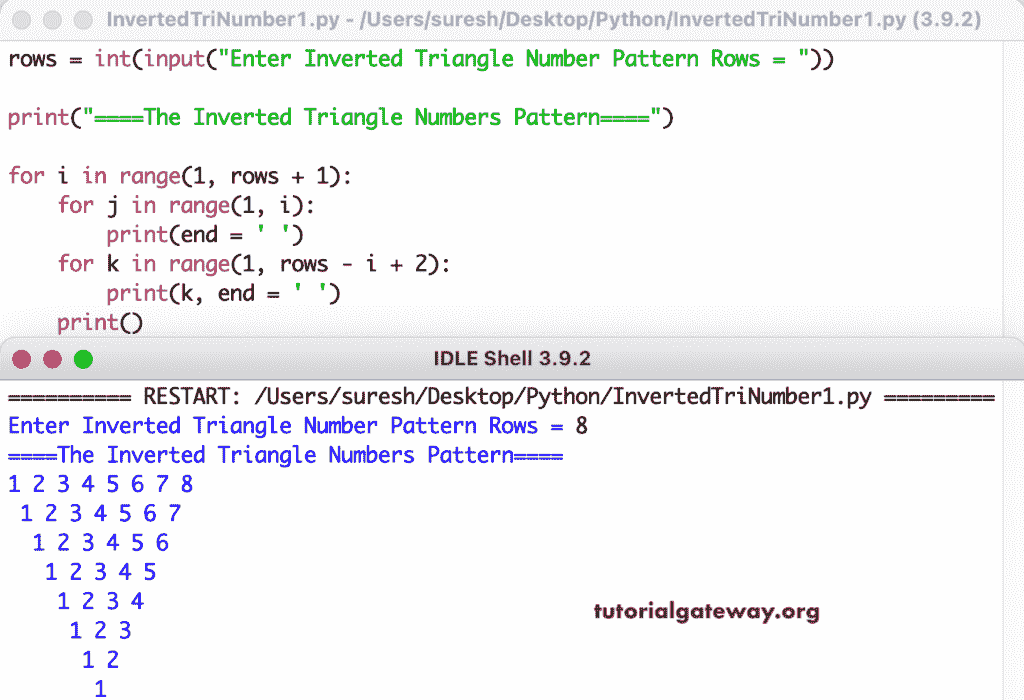 InvertedTriNumber1.py - /Users/suresh/Desktop/Python/InvertedTriNumber1.py (3.9.2)
rows = int(input("Enter Inverted Triangle Number Pattern Rows = "))

print("====The Inverted Triangle Numbers Pattern====")

for i in range(1, rows + 1):
    for j in range(1, i):
        print(end = ' ')
    for k in range(1, rows - i + 2):
        print(k, end = ' ')
    print()
IDLE Shell 3.9.2
========== RESTART: /Users/suresh/Desktop/Python/InvertedTriNumber1.py =========
Enter Inverted Triangle Number Pattern Rows = 8
====The Inverted Triangle Numbers Pattern====
1 2 3 4 5 6 7 8
 1 2 3 4 5 6 7
  1 2 3 4 5 6
   1 2 3 4 5
    1 2 3 4
     1 2 3
      1 2
       1
tutorialgateway.org